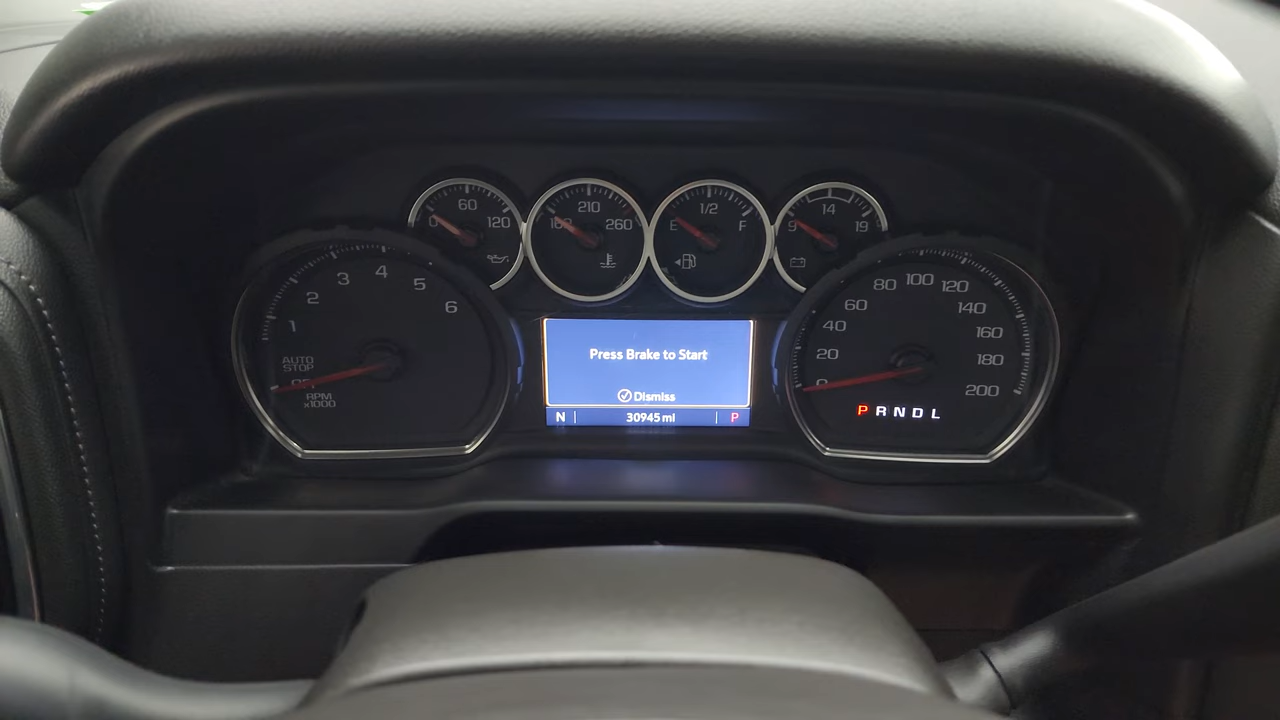 0 60 120
160 210 260
E 1/2 F
9 14 19
1 2 3 4 5 6
AUTO
STOP
RPM
x1000
Press Brake to Start
Dismiss
N 30945 mi P
0 20 40 60 80 100 120 140 160 180 200
P R N D L